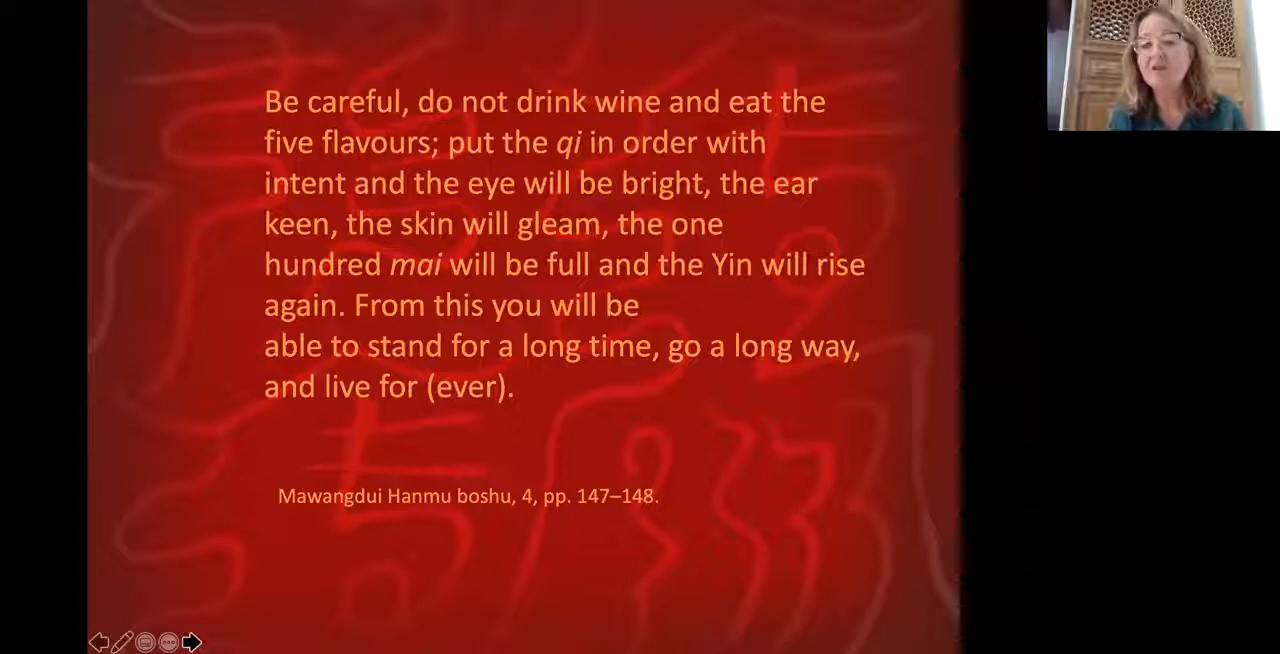 Be careful, do not drink wine and eat the
five flavours; put the qi in order with
intent and the eye will be bright, the ear
keen, the skin will gleam, the one
hundred mai will be full and the Yin will rise
again. From this you will be
able to stand for a long time, go a long way,
and live for (ever).
Mawangdui Hanmu boshu, 4, pp. 147–148.